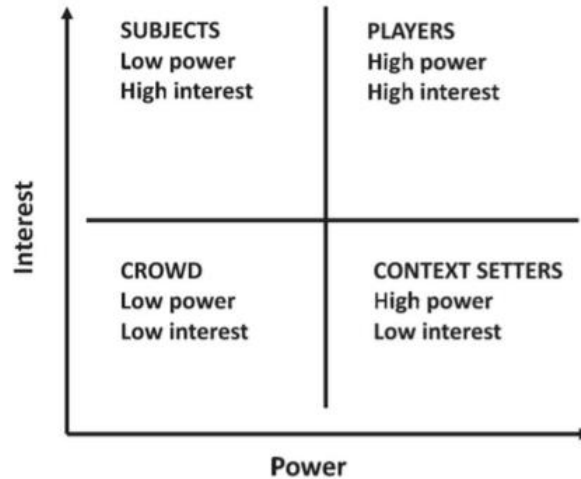 SUBJECTS
Low power
High interest
PLAYERS
High power
High interest
Interest
CROWD
Low power
Low interest
CONTEXT SETTERS
High power
Low interest
Power